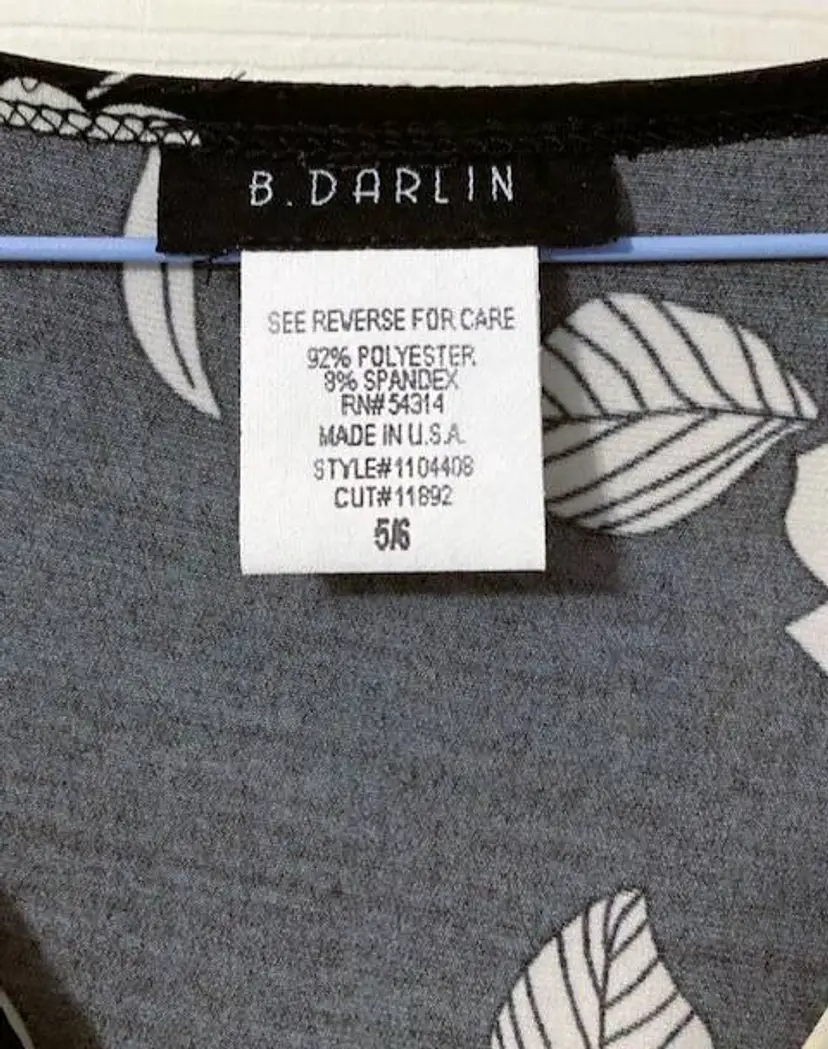 B. DARLIN
SEE REVERSE FOR CARE
92% POLYESTER
8% SPANDEX
RN# 54314
MADE IN U.S.A.
STYLE#1104408
CUT#11892
5/6